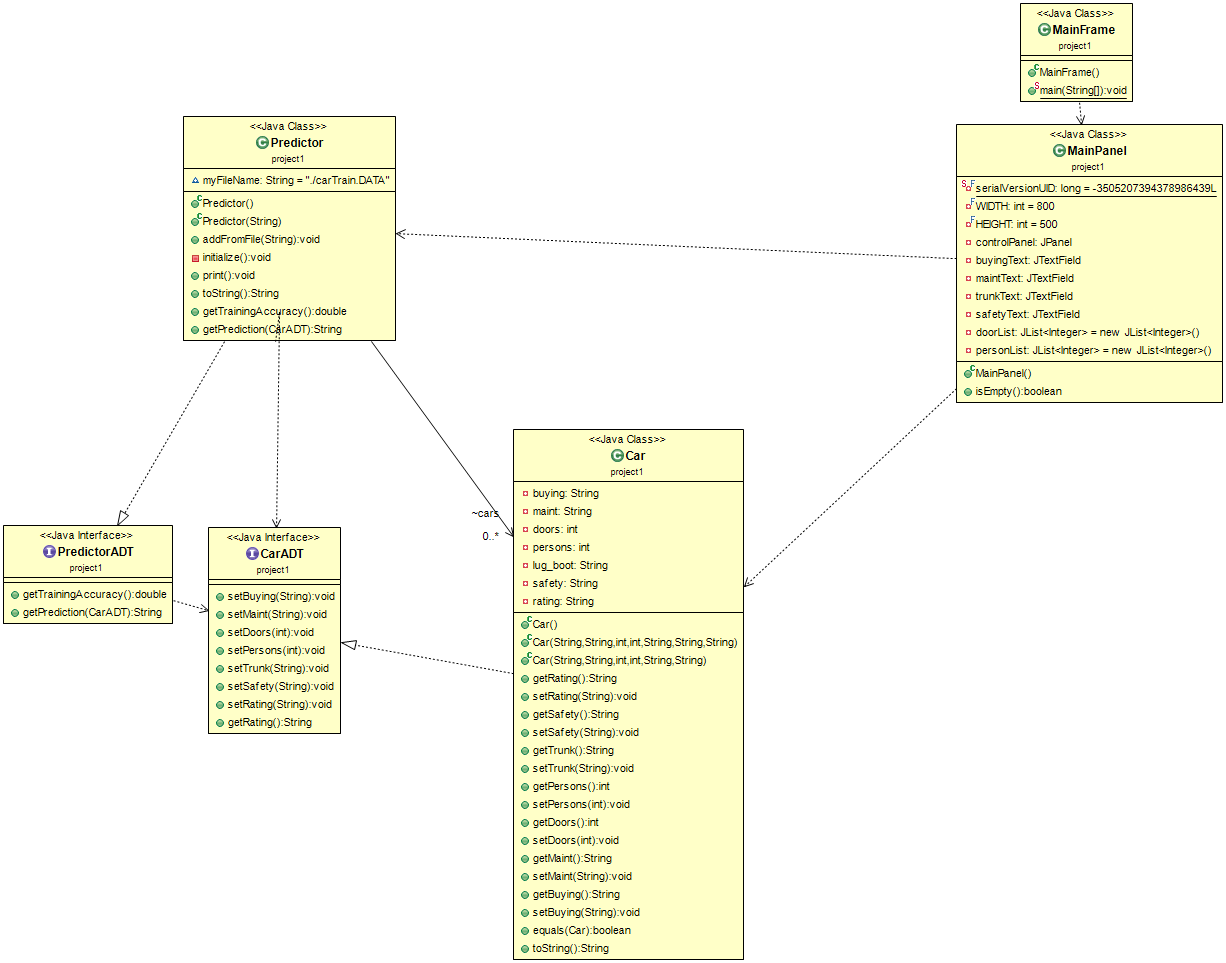 <<Java Class>>
MainFrame
project1
MainFrame()
main(String[]):void
<<Java Class>>
Predictor
project1
myFileName: String = "./carTrain.DATA"
Predictor()
Predictor(String)
addFromFile(String):void
initialize():void
print():void
toString():String
getTrainingAccuracy():double
getPrediction(CarADT):String
<<Java Class>>
MainPanel
project1
serialVersionUID: long = -3505207394378986439L
WIDTH: int = 800
HEIGHT: int = 500
controlPanel: JPanel
buyingText: JTextField
maintText: JTextField
trunkText: JTextField
safetyText: JTextField
doorList: JList<Integer> = new JList<Integer>()
personList: JList<Integer> = new JList<Integer>()
MainPanel()
isEmpty():boolean
~cars
0..*
<<Java Interface>>
PredictorADT
project1
getTrainingAccuracy():double
getPrediction(CarADT):String
<<Java Interface>>
CarADT
project1
setBuying(String):void
setMaint(String):void
setDoors(int):void
setPersons(int):void
setTrunk(String):void
setSafety(String):void
setRating(String):void
getRating():String
<<Java Class>>
Car
project1
buying: String
maint: String
doors: int
persons: int
lug_boot: String
safety: String
rating: String
Car()
Car(String,String,int,int,String,String,String)
Car(String,String,int,int,String,String)
getRating():String
setRating(String):void
getSafety():String
setSafety(String):void
getTrunk():String
setTrunk(String):void
getPersons():int
setPersons(int):void
getDoors():int
setDoors(int):void
getMaint():String
setMaint(String):void
getBuying():String
setBuying(String):void
equals(Car):boolean
toString():String